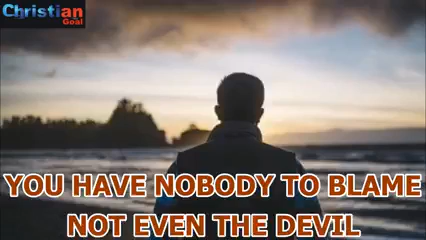 Christian
Goal
YOU HAVE NOBODY TO BLAME
NOT EVEN THE DEVIL